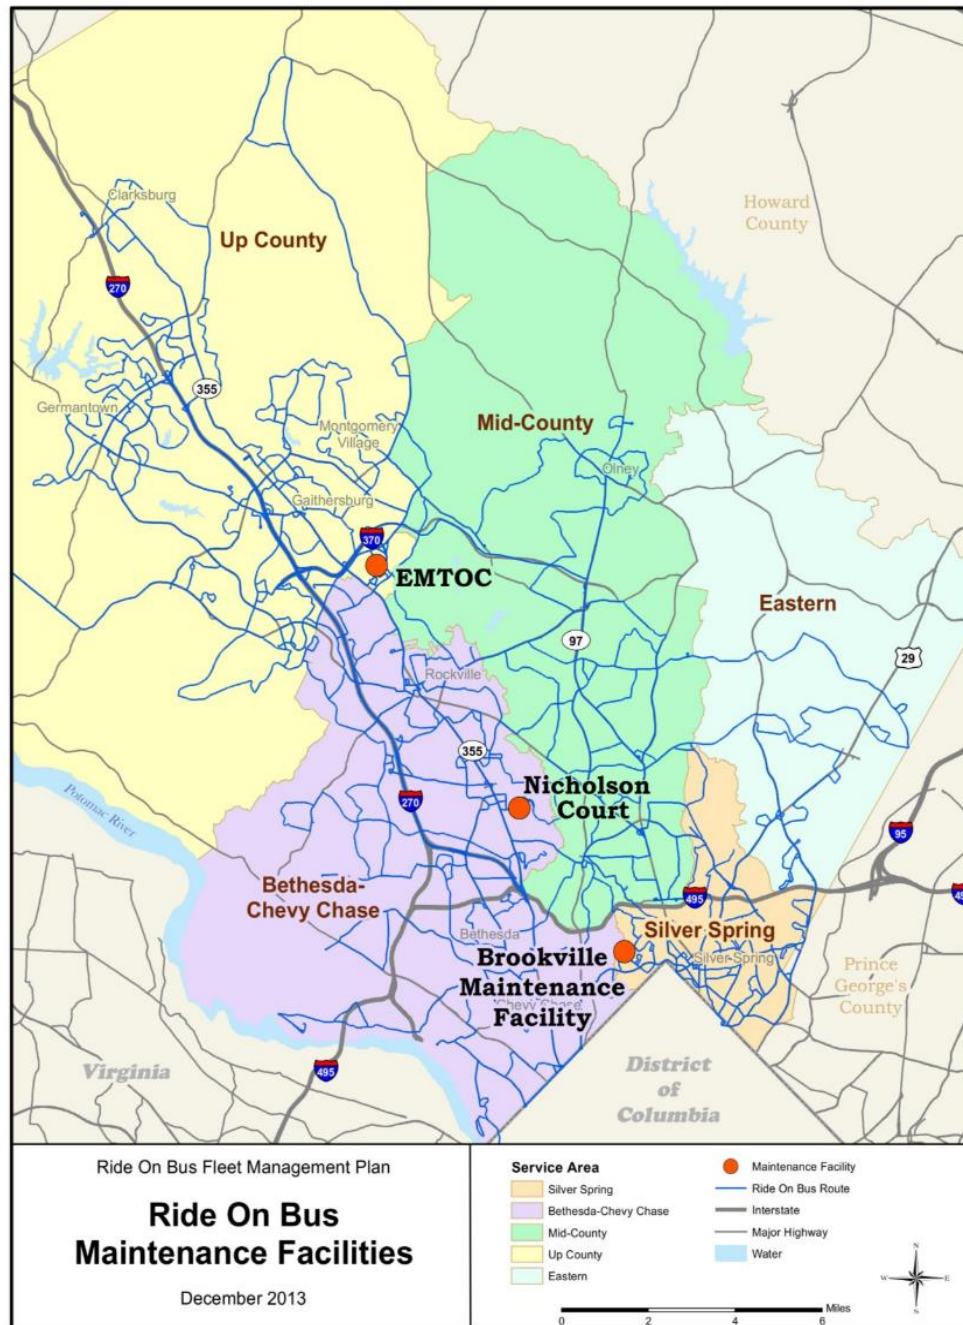 Howard
County
Clarksburg
Up County
270
355
Germantown
Montgomery
Village
Mid-County
Olney
Gaithersburg
370
EMTOC
Eastern
97
29
Rockville
355
Potomac River
270
Nicholson
Court
95
Bethesda-
Chevy Chase
495
Silver Spring
Bethesda
Silver Spring
Brookville
Maintenance
Chevy Chase
Facility
Prince
George's
County
Virginia
495
District
of
Columbia
Ride On Bus Fleet Management Plan
Ride On Bus
Maintenance Facilities
December 2013
Service Area
Silver Spring
Bethesda-Chevy Chase
Mid-County
Up County
Eastern
Maintenance Facility
Ride On Bus Route
Interstate
Major Highway
Water
N
W E
S
Miles
0 2 4 6